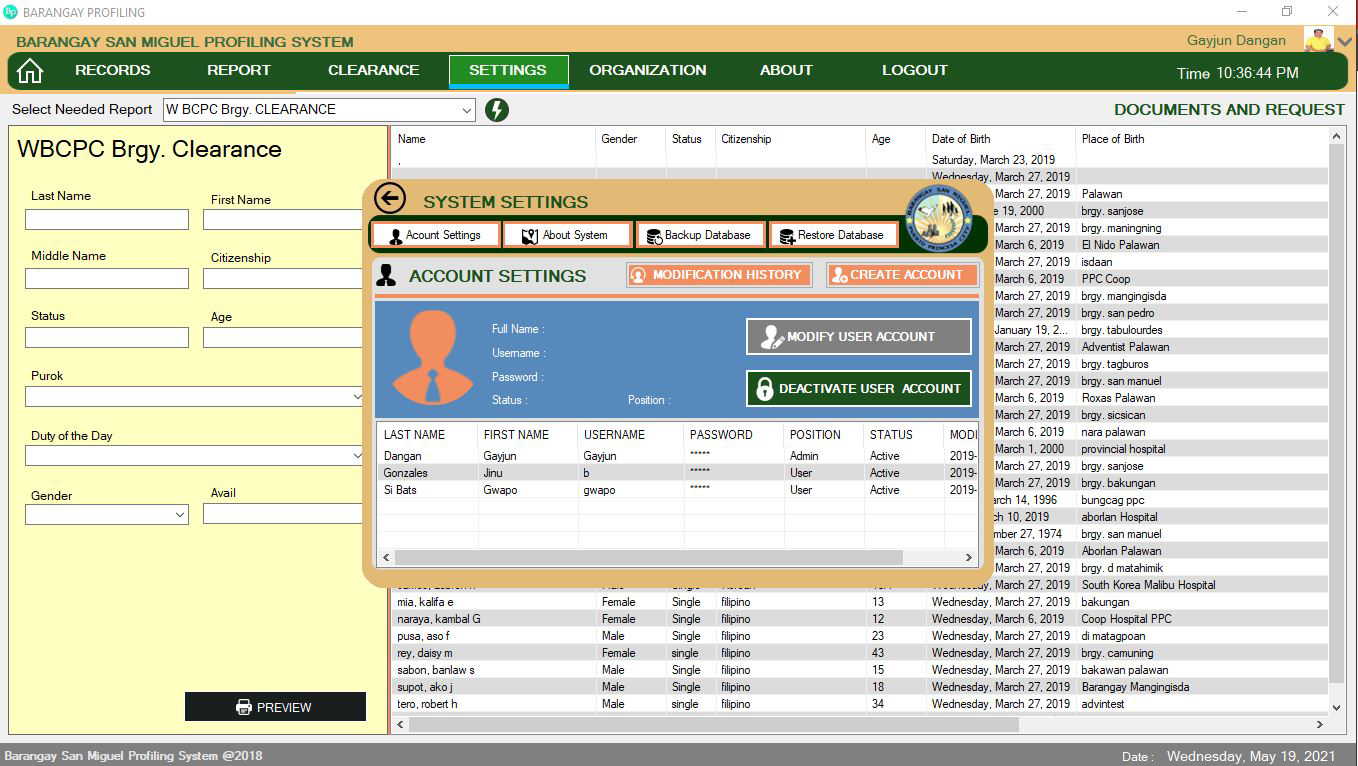 BARANGAY PROFILING
BARANGAY SAN MIGUEL PROFILING SYSTEM
Gayjun Dangan
RECORDS REPORT CLEARANCE SETTINGS ORGANIZATION ABOUT LOGOUT
Time 10:36:44 PM
Select Needed Report W BCPC Brgy. CLEARANCE
DOCUMENTS AND REQUEST
WBCPC Brgy. Clearance
Last Name First Name
Middle Name Citizenship
Status Age
Purok
Duty of the Day
Gender Avail
PREVIEW
Name Gender Status Citizenship Age Date of Birth Place of Birth
. Saturday, March 23, 2019
Wednesday, March 27, 2019
SYSTEM SETTINGS
BARANGAY SAN MIGUEL
PUERTO PRINCESA CITY
Acount Settings About System Backup Database Restore Database
ACCOUNT SETTINGS MODIFICATION HISTORY CREATE ACCOUNT
Full Name :
Username :
Password :
Status : Position :
MODIFY USER ACCOUNT
DEACTIVATE USER ACCOUNT
LAST NAME FIRST NAME USERNAME PASSWORD POSITION STATUS MODI
Dangan Gayjun Gayjun ***** Admin Active 2019-
Gonzales Jinu b ***** User Active 2019-
Si Bats Gwapo gwapo ***** User Active 2019-
March 27, 2019 Palawan
e 19, 2000 brgy. sanjose
March 27, 2019 brgy. maningning
March 6, 2019 El Nido Palawan
March 27, 2019 isdaan
March 6, 2019 PPC Coop
March 27, 2019 brgy. mangingisda
March 27, 2019 brgy. san pedro
January 19, 2... brgy. tabulourdes
March 27, 2019 Adventist Palawan
March 27, 2019 brgy. tagburos
March 27, 2019 brgy. san manuel
March 6, 2019 Roxas Palawan
March 27, 2019 brgy. sicsican
March 6, 2019 nara palawan
March 1, 2000 provincial hospital
March 27, 2019 brgy. sanjose
March 27, 2019 brgy. bakungan
arch 14, 1996 bungcag ppc
ch 10, 2019 aborlan Hospital
mber 27, 1974 brgy. san manuel
March 6, 2019 Aborlan Palawan
March 27, 2019 brgy. d matahimik
March 27, 2019 South Korea Malibu Hospital
mia, kalifa e Female Single filipino 13 Wednesday, March 27, 2019 bakungan
naraya, kambal G Female Single filipino 12 Wednesday, March 6, 2019 Coop Hospital PPC
pusa, aso f Male Single filipino 23 Wednesday, March 27, 2019 di matagpoan
rey, daisy m Female single filipino 43 Wednesday, March 27, 2019 brgy. camuning
sabon, banlaw s Male Single filipino 15 Wednesday, March 27, 2019 bakawan palawan
supot, ako j Male Single filipino 18 Wednesday, March 27, 2019 Barangay Mangingisda
tero, robert h Male single filipino 34 Wednesday, March 27, 2019 advintest
Barangay San Miguel Profiling System @2018
Date : Wednesday, May 19, 2021